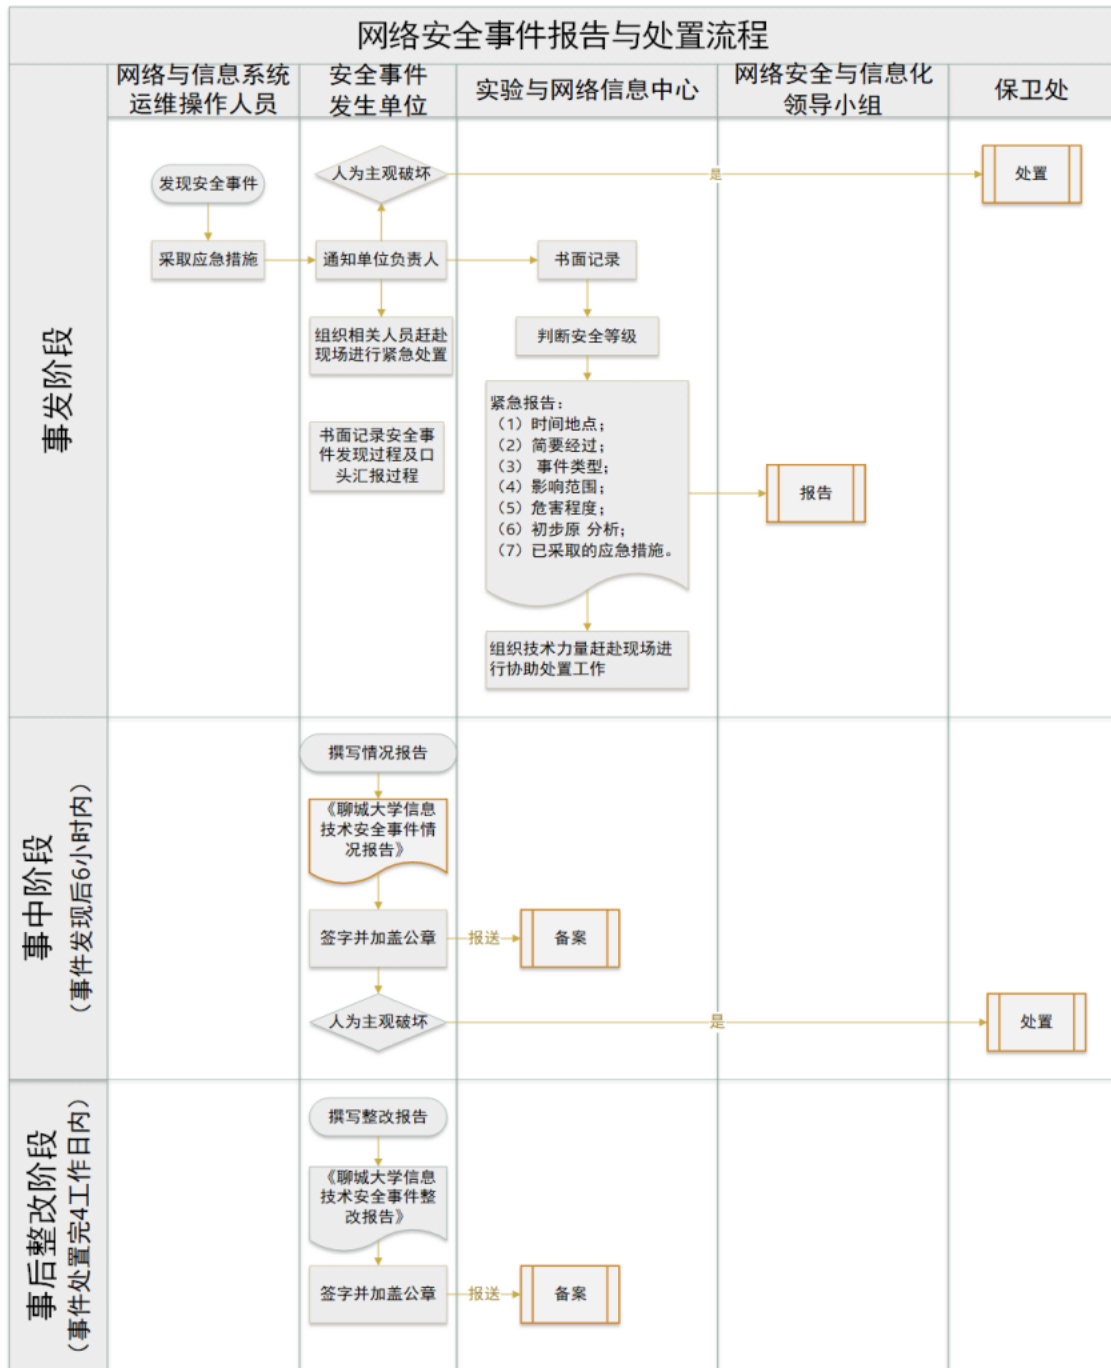 网络安全事件报告与处置流程
网络与信息系统
运维操作人员
安全事件
发生单位
实验与网络信息中心
网络安全与信息化
领导小组
保卫处
事发阶段
发现安全事件
人为主观破坏
是
处置
采取应急措施
通知单位负责人
书面记录
组织相关人员赶赴
现场进行紧急处置
判断安全等级
书面记录安全事
件发现过程及口
头汇报过程
紧急报告：
（1）时间地点；
（2）简要经过；
（3） 事件类型；
（4）影响范围；
（5）危害程度；
（6）初步原 分析；
（7）已采取的应急措施。
报告
组织技术力量赶赴现场进
行协助处置工作
事中阶段
（事件发现后6小时内）
撰写情况报告
《聊城大学信息
技术安全事件情
况报告》
签字并加盖公章
报送
备案
人为主观破坏
是
处置
事后整改阶段
（事件处置完4工作日内）
撰写整改报告
《聊城大学信息
技术安全事件整
改报告》
签字并加盖公章
报送
备案